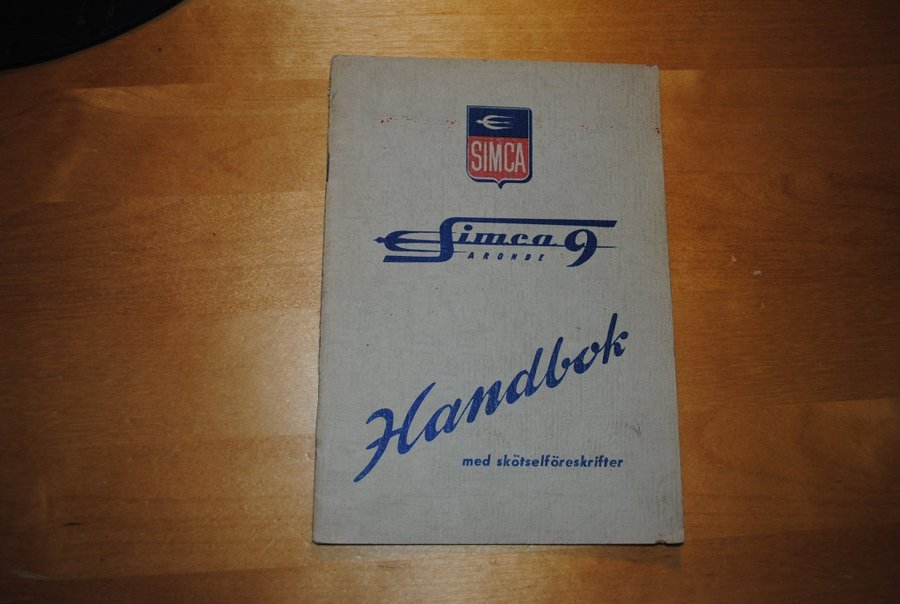 SIMCA
Simca 9
ARONDE
Handbok
med skötselföreskrifter